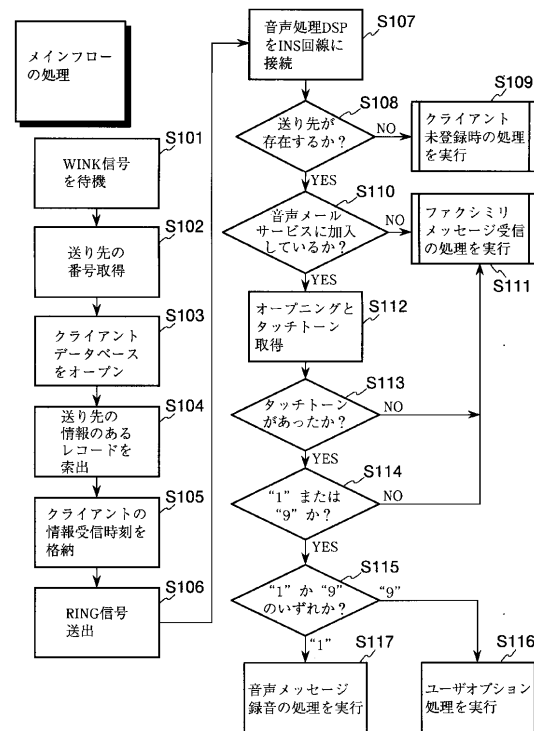 メインフロー
の処理
S101
WINK信号
を待機
S102
送り先の
番号取得
S103
クライアント
データベース
をオープン
S104
送り先の
情報のある
レコードを
索出
S105
クライアントの
情報受信時刻を
格納
S106
RING信号
送出
S107
音声処理DSP
をINS回線に
接続
S108
送り先が
存在するか？
NO
YES
S109
クライアント
未登録時の処理
を実行
S110
音声メール
サービスに加入
しているか？
NO
YES
ファクシミリ
メッセージ受信
の処理を実行
S111
S112
オープニングと
タッチトーン
取得
S113
タッチトーン
があったか？
NO
YES
S114
“1” または
“9” か？
NO
YES
S115
“1” か “9”
のいずれか？
“9”
“1”
S117
音声メッセージ
録音の処理を実行
S116
ユーザオプション
処理を実行